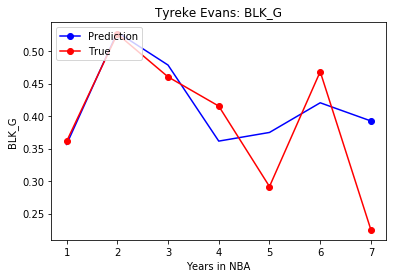 Tyreke Evans: BLK_G
Prediction
True
BLK_G
0.50
0.45
0.40
0.35
0.30
0.25
1
2
3
4
5
6
7
Years in NBA